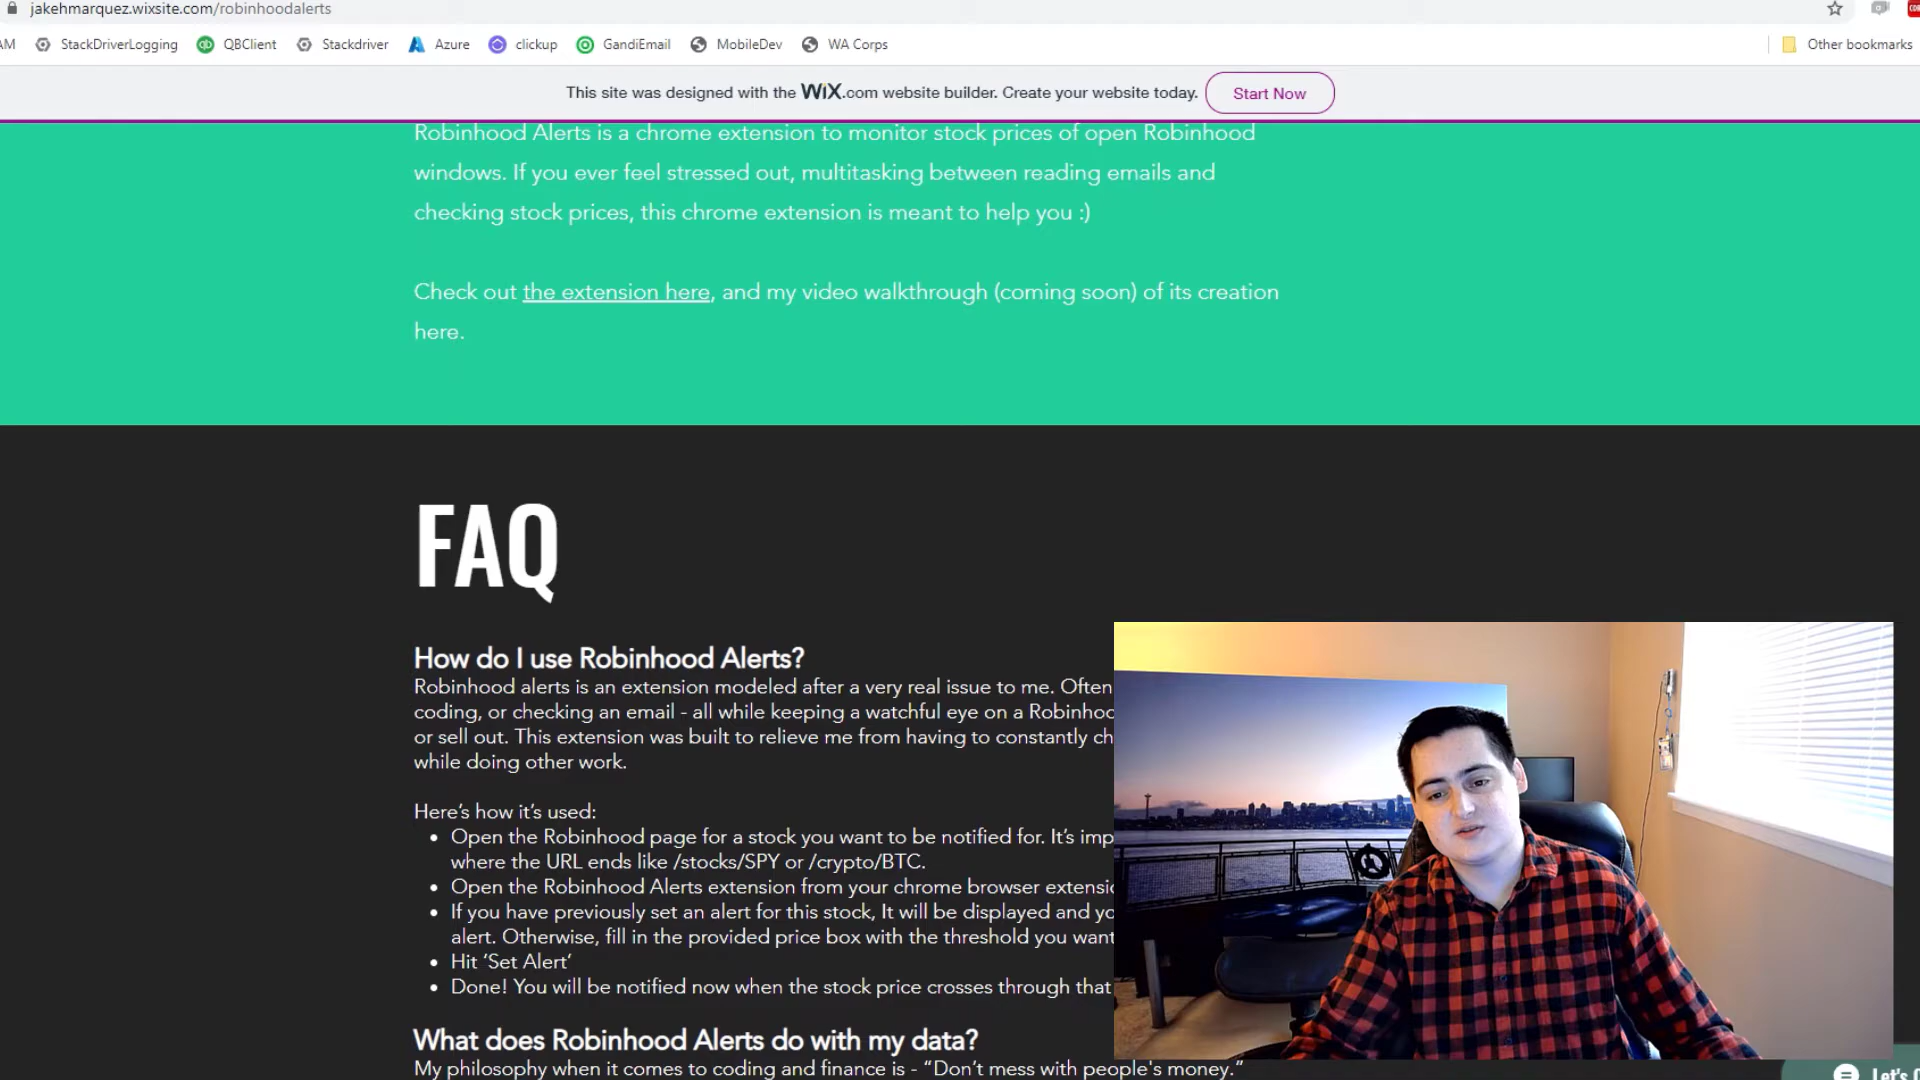 jakehmarquez.wixsite.com/robinhoodalerts
AM StackDriverLogging QBClient Stackdriver Azure clickup GandiEmail MobileDev WA Corps Other bookmarks
This site was designed with the WiX.com website builder. Create your website today. Start Now
Robinhood Alerts is a chrome extension to monitor stock prices of open Robinhood
windows. If you ever feel stressed out, multitasking between reading emails and
checking stock prices, this chrome extension is meant to help you :)
Check out the extension here, and my video walkthrough (coming soon) of its creation
here.
FAQ
How do I use Robinhood Alerts?
Robinhood alerts is an extension modeled after a very real issue to me. Often
coding, or checking an email - all while keeping a watchful eye on a Robinhoo
or sell out. This extension was built to relieve me from having to constantly ch
while doing other work.
Here's how it's used:
• Open the Robinhood page for a stock you want to be notified for. It's imp
where the URL ends like /stocks/SPY or /crypto/BTC.
• Open the Robinhood Alerts extension from your chrome browser extensi
• If you have previously set an alert for this stock, It will be displayed and yo
alert. Otherwise, fill in the provided price box with the threshold you want
• Hit ‘Set Alert’
• Done! You will be notified now when the stock price crosses through that
What does Robinhood Alerts do with my data?
My philosophy when it comes to coding and finance is - “Don't mess with people's money.”
Let's